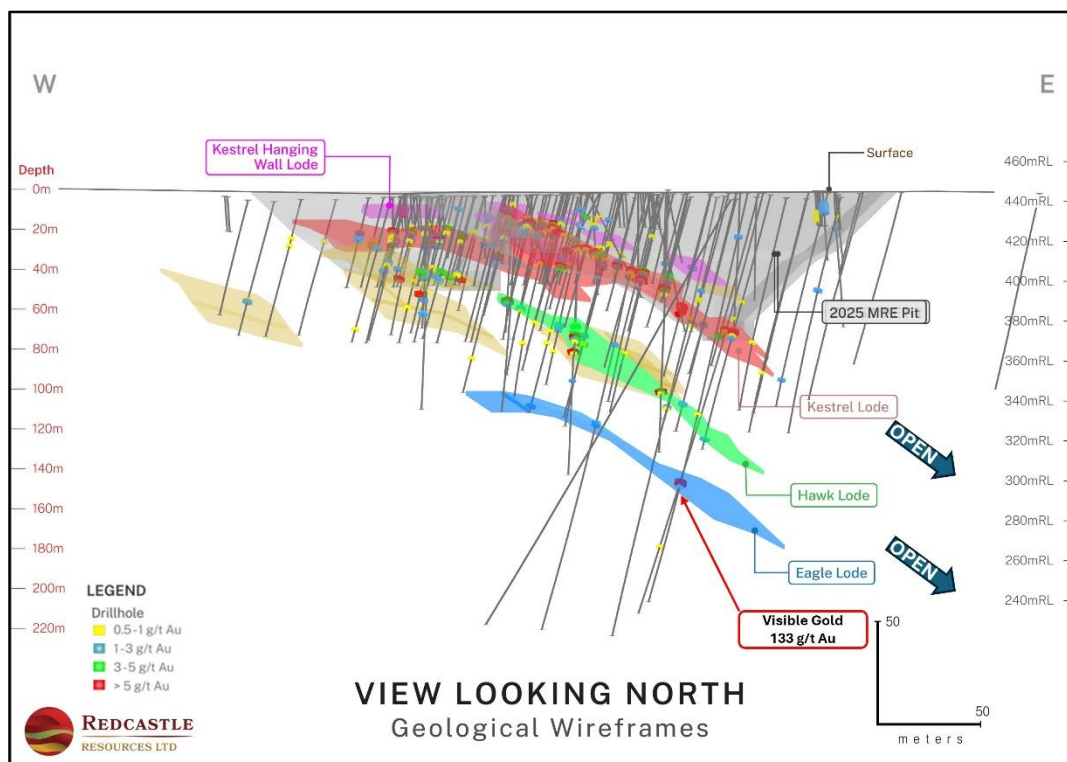 W
E
Kestrel Hanging
Wall Lode
Surface
Depth
0m
20m
40m
60m
80m
100m
120m
140m
160m
180m
200m
220m
460mRL
440mRL
420mRL
400mRL
380mRL
360mRL
340mRL
320mRL
300mRL
280mRL
260mRL
240mRL
2025 MRE Pit
Kestrel Lode
OPEN
Hawk Lode
OPEN
Eagle Lode
Visible Gold
133 g/t Au
LEGEND
Drillhole
0.5-1 g/t Au
1-3 g/t Au
3-5 g/t Au
> 5 g/t Au
50
50
meters
VIEW LOOKING NORTH
Geological Wireframes
REDCASTLE
RESOURCES LTD